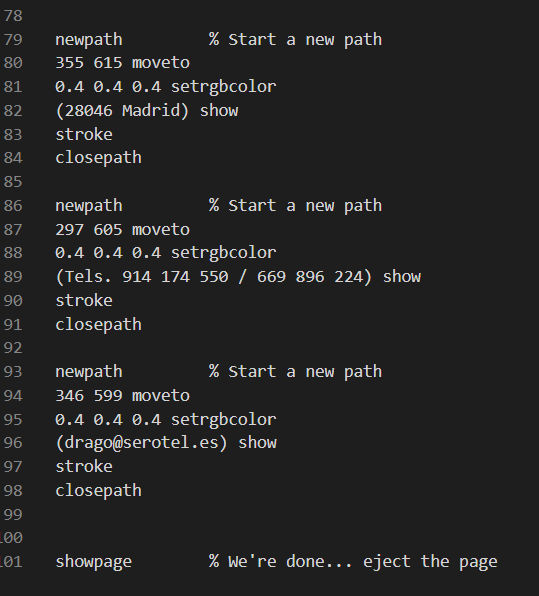 78
79 newpath % Start a new path
80 355 615 moveto
81 0.4 0.4 0.4 setrgbcolor
82 (28046 Madrid) show
83 stroke
84 closepath
85
86 newpath % Start a new path
87 297 605 moveto
88 0.4 0.4 0.4 setrgbcolor
89 (Tels. 914 174 550 / 669 896 224) show
90 stroke
91 closepath
92
93 newpath % Start a new path
94 346 599 moveto
95 0.4 0.4 0.4 setrgbcolor
96 (drago@serotel.es) show
97 stroke
98 closepath
99
100
101 showpage % We're done... eject the page